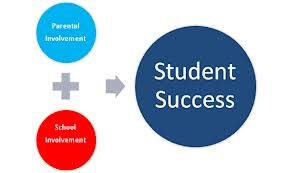 Parental
Involvement
School
Involvement
Student
Success